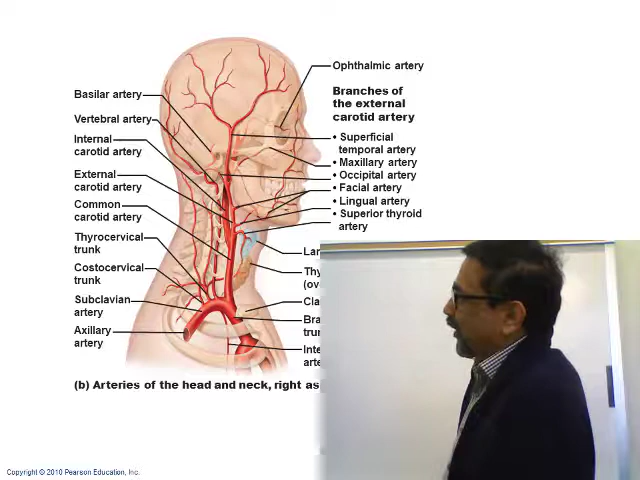 Ophthalmic artery
Basilar artery
Branches of
the external
carotid artery
Vertebral artery
• Superficial
temporal artery
Internal
carotid artery
• Maxillary artery
• Occipital artery
External
carotid artery
• Facial artery
• Lingual artery
Common
carotid artery
• Superior thyroid
artery
Thyrocervical
trunk
Costocervical
trunk
Subclavian
artery
Axillary
artery
(b) Arteries of the head and neck, right
Copyright © 2010 Pearson Education, Inc.